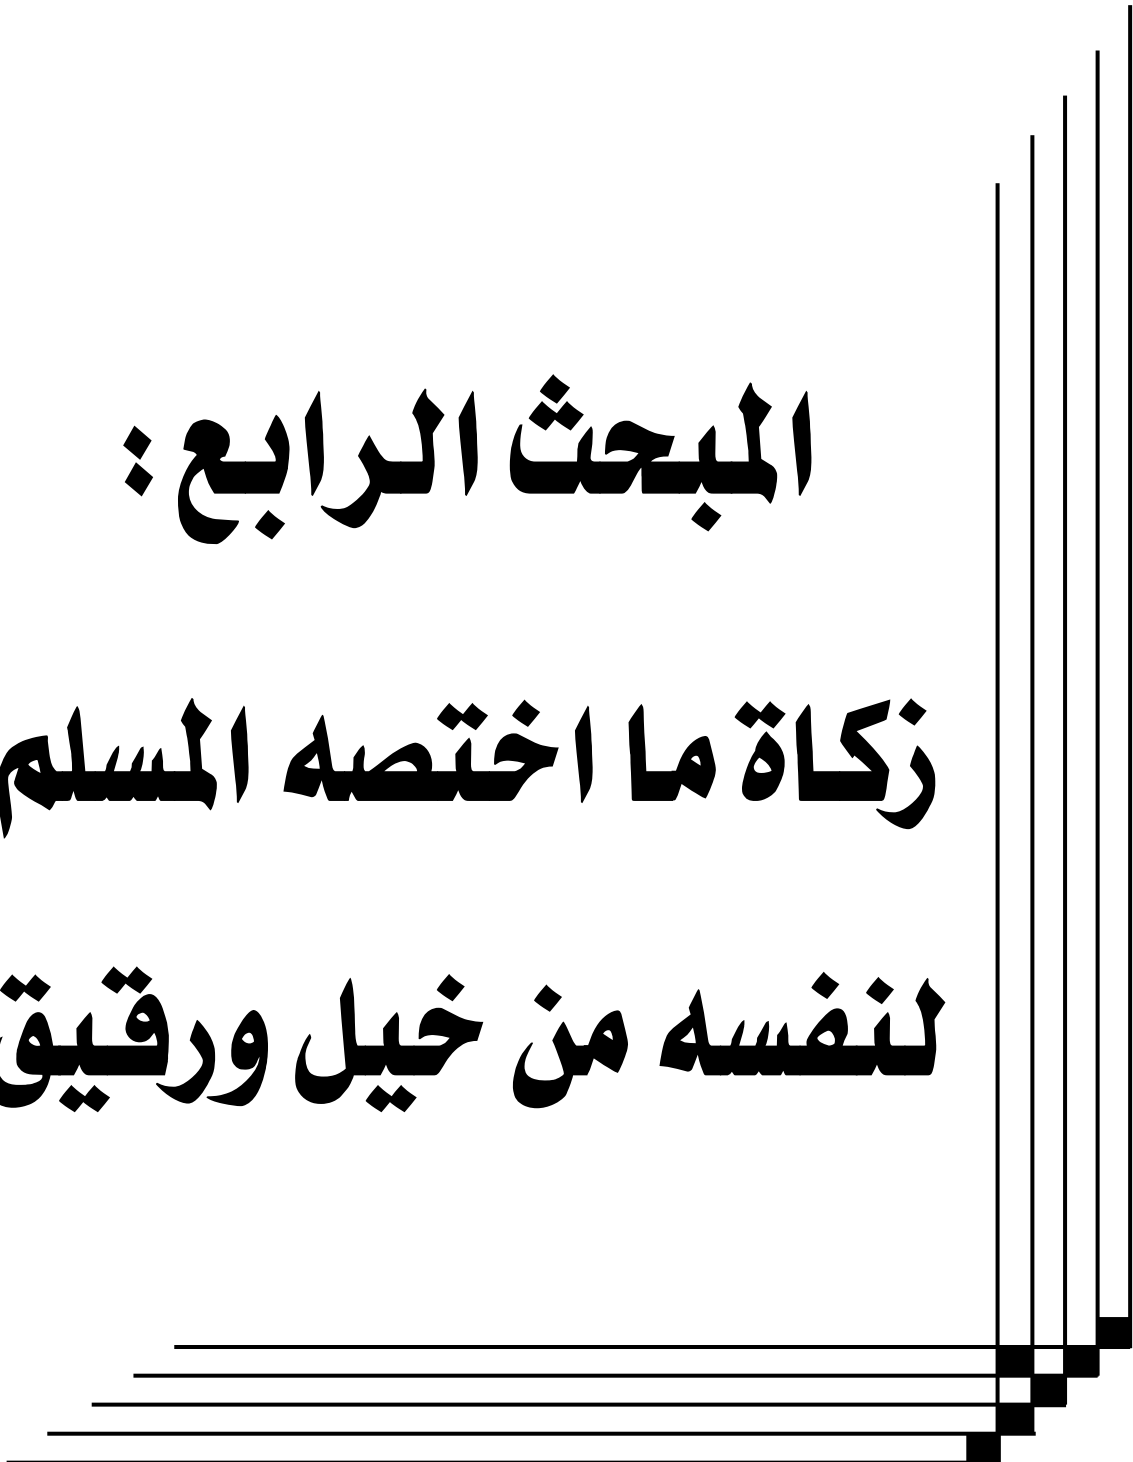 المبحث الرابع :
زكاة ما اختصه المسلم
لنفسه من خيل ورقيق